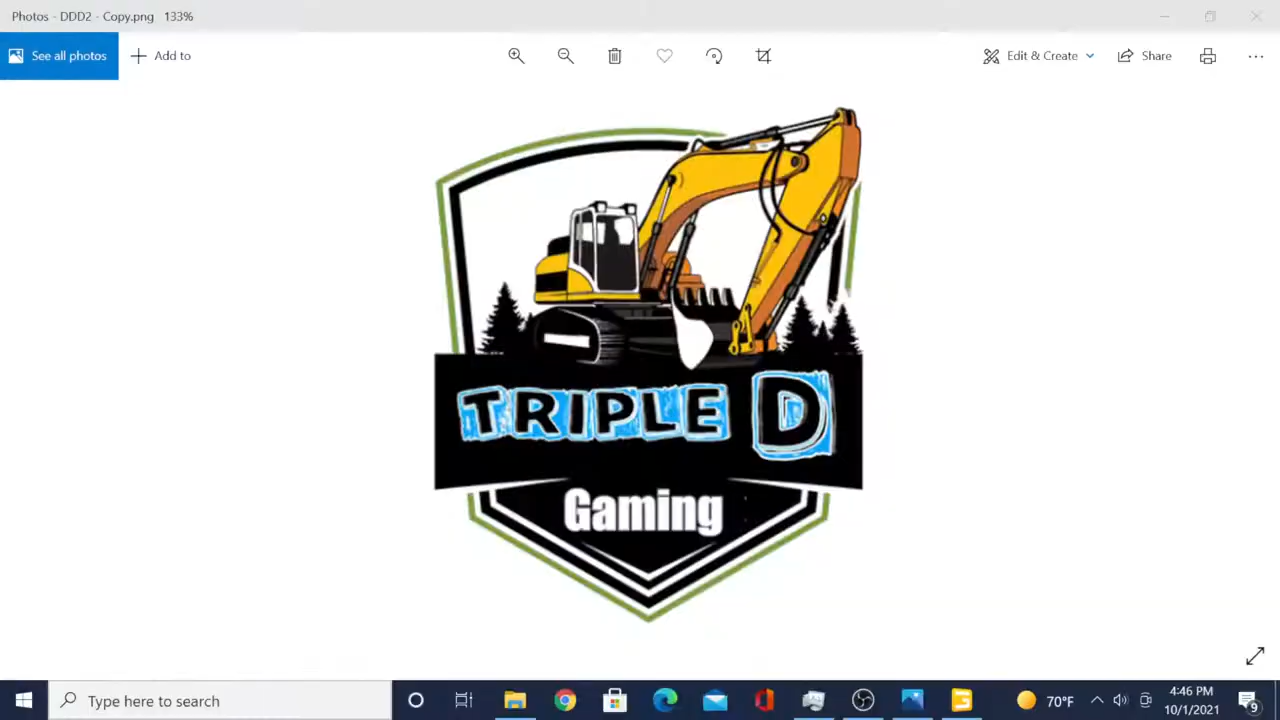 Photos - DDD2 - Copy.png 133%
See all photos
Add to
Edit & Create
Share
TRIPLE D
Gaming
Type here to search
70°F
4:46 PM
10/1/2021
9